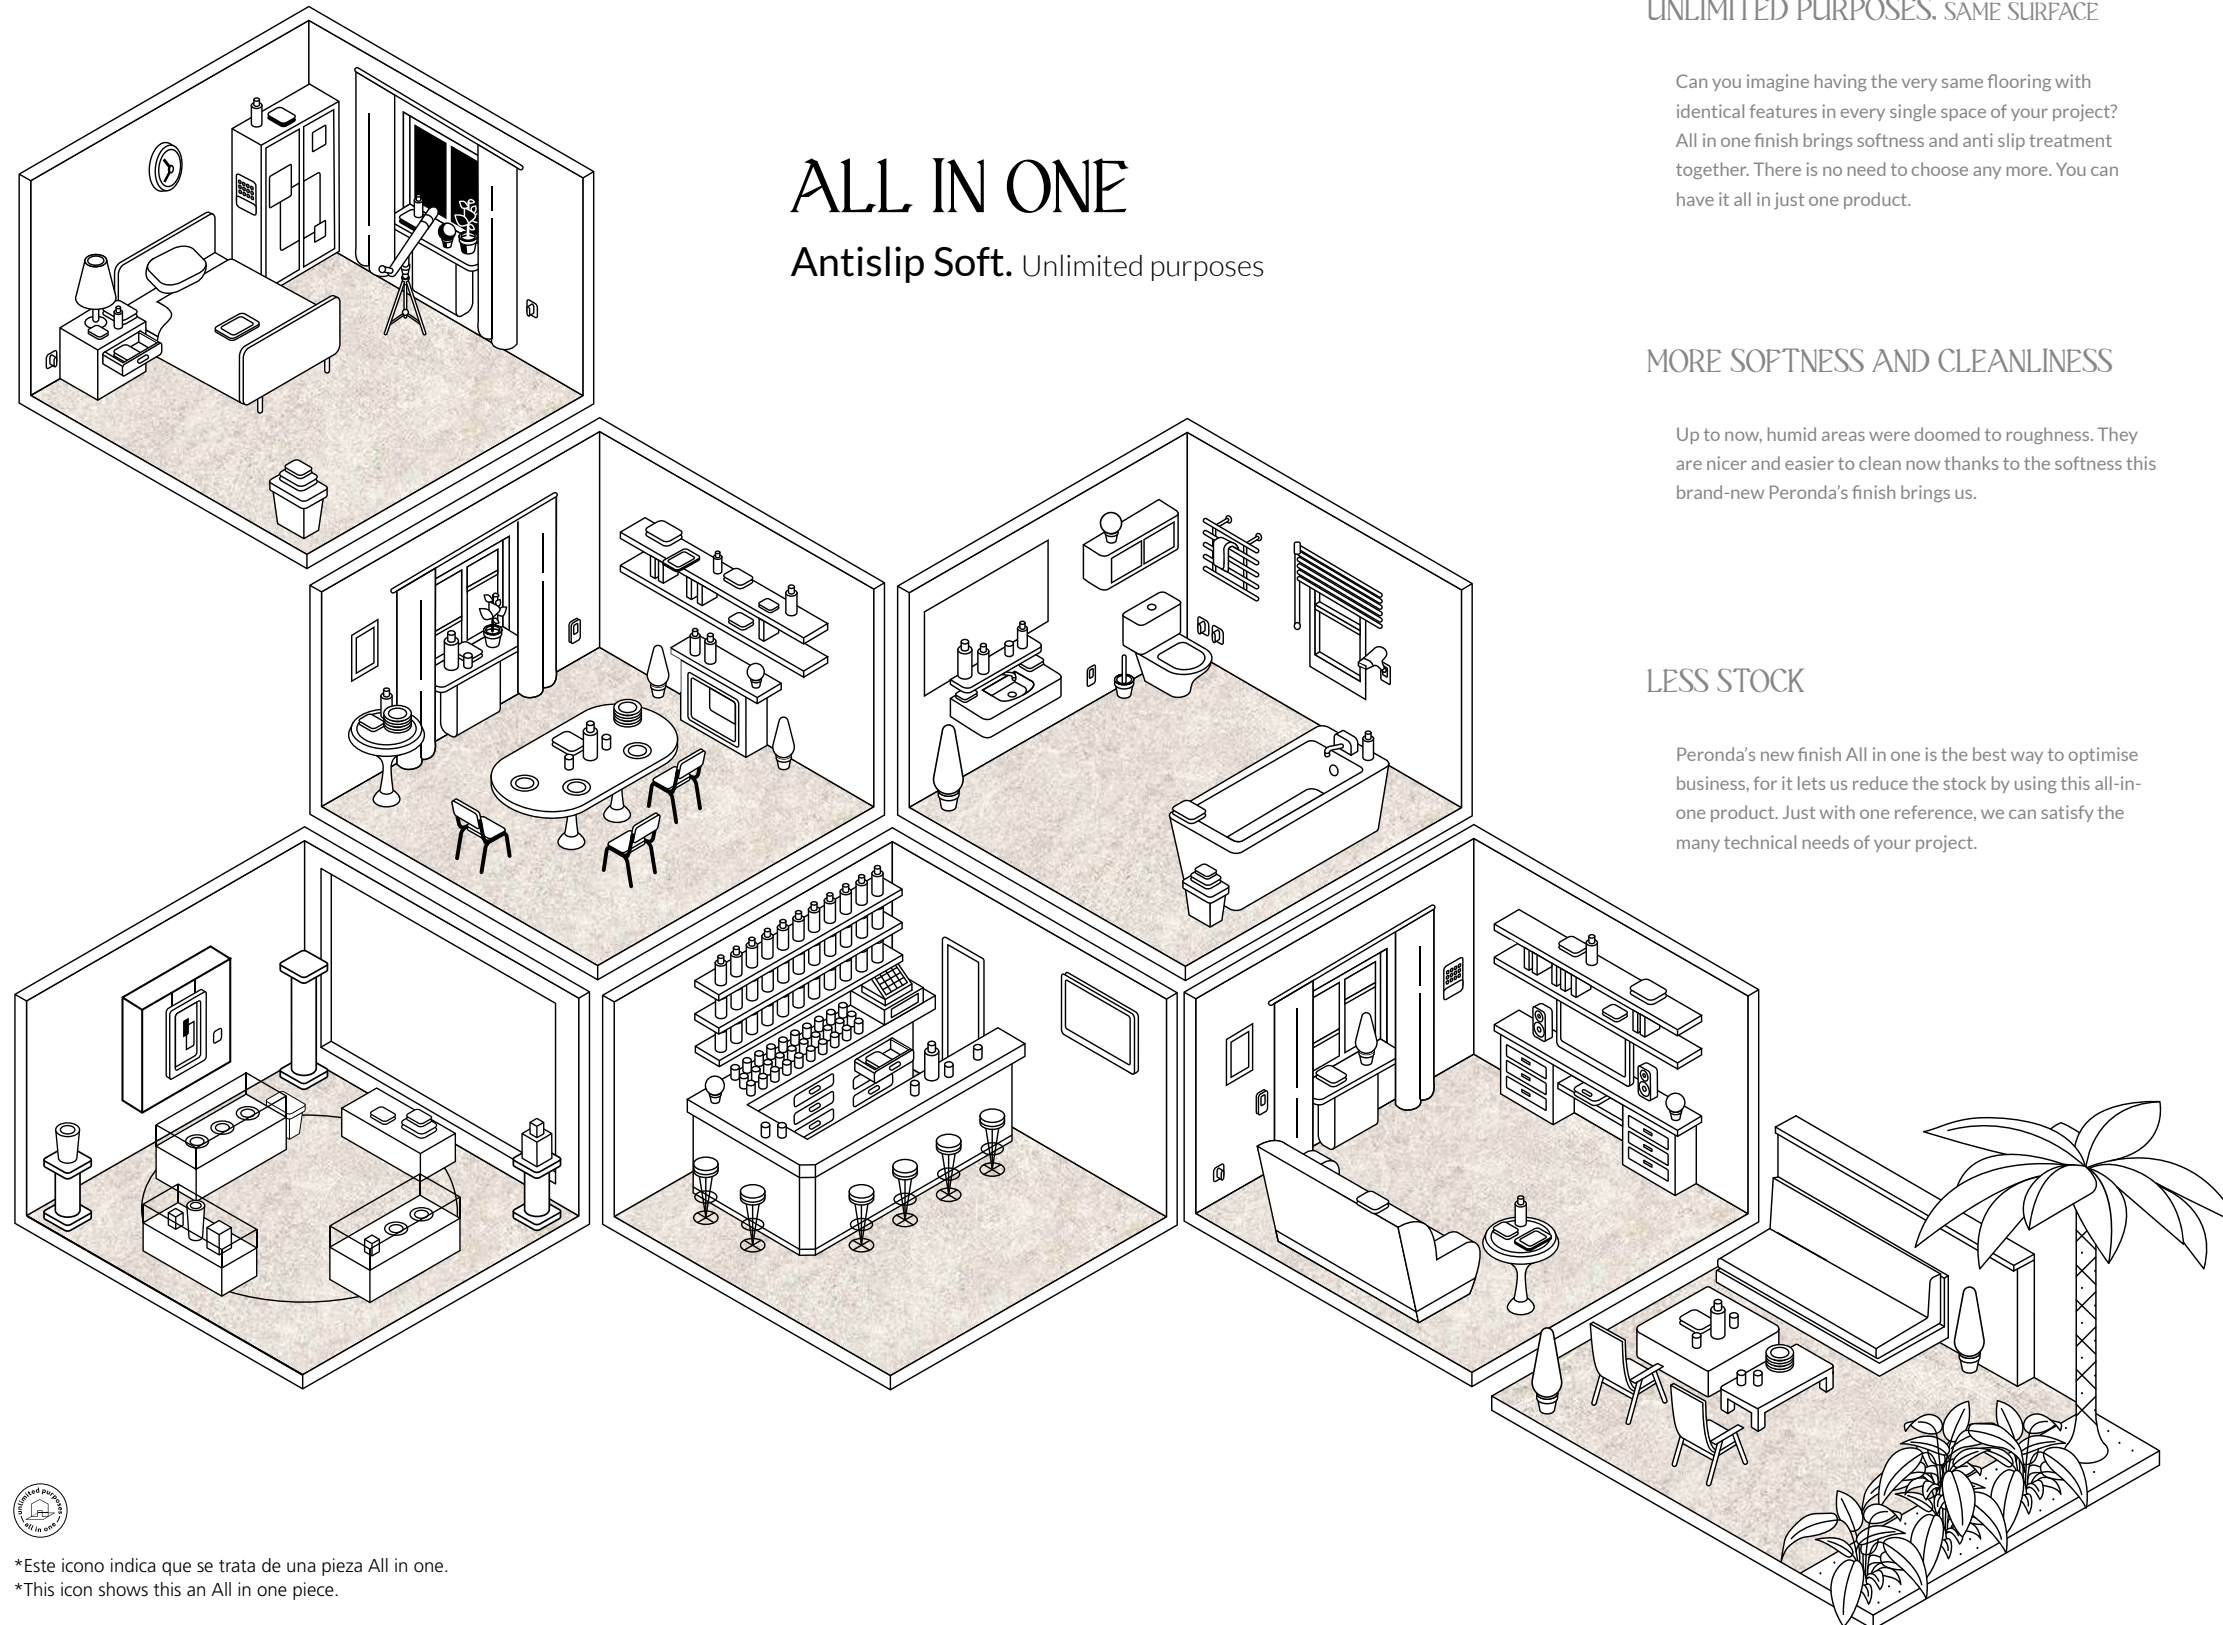 UNLIMITED PURPOSES, SAME SURFACE
Can you imagine having the very same flooring with
identical features in every single space of your project?
All in one finish brings softness and anti slip treatment
together. There is no need to choose any more. You can
have it all in just one product.
ALL IN ONE
Antislip Soft. Unlimited purposes
MORE SOFTNESS AND CLEANLINESS
Up to now, humid areas were doomed to roughness. They
are nicer and easier to clean now thanks to the softness this
brand-new Peronda’s finish brings us.
LESS STOCK
Peronda’s new finish All in one is the best way to optimise
business, for it lets us reduce the stock by using this all-in-
one product. Just with one reference, we can satisfy the
many technical needs of your project.
unlimited purposes
all in one
*Este icono indica que se trata de una pieza All in one.
*This icon shows this an All in one piece.